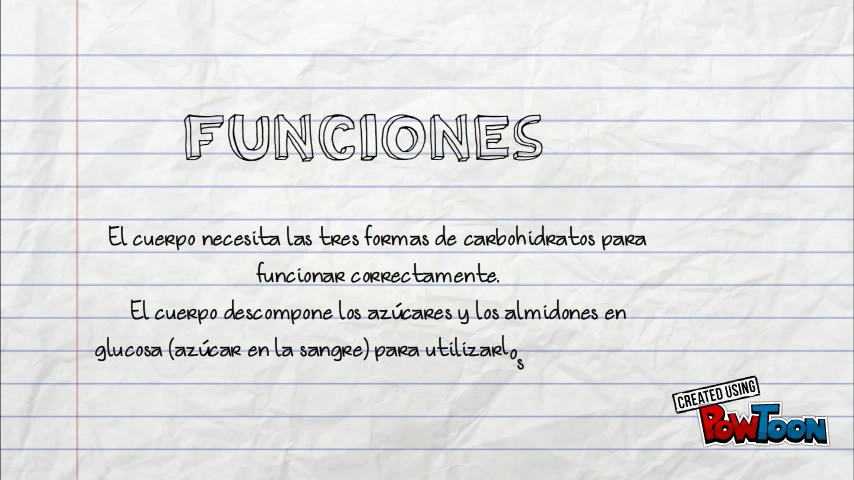 FUNCIONES
El cuerpo necesita las tres formas de carbohidratos para
funcionar correctamente.
El cuerpo descompone los azúcares y los almidones en
glucosa (azúcar en la sangre) para utilizarlos
CREATED USING
POWTOON